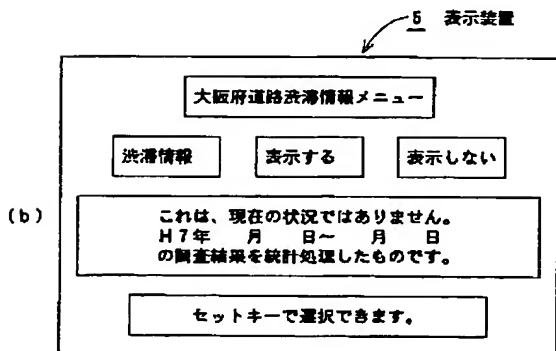 5 表示装置
大阪府道路渋滞情報メニュー
渋滞情報 表示する 表示しない
(b)
これは、現在の状況ではありません。
H7年 月 日～ 月 日
の調査結果を統計処理したものです。
セットキーで選択できます。